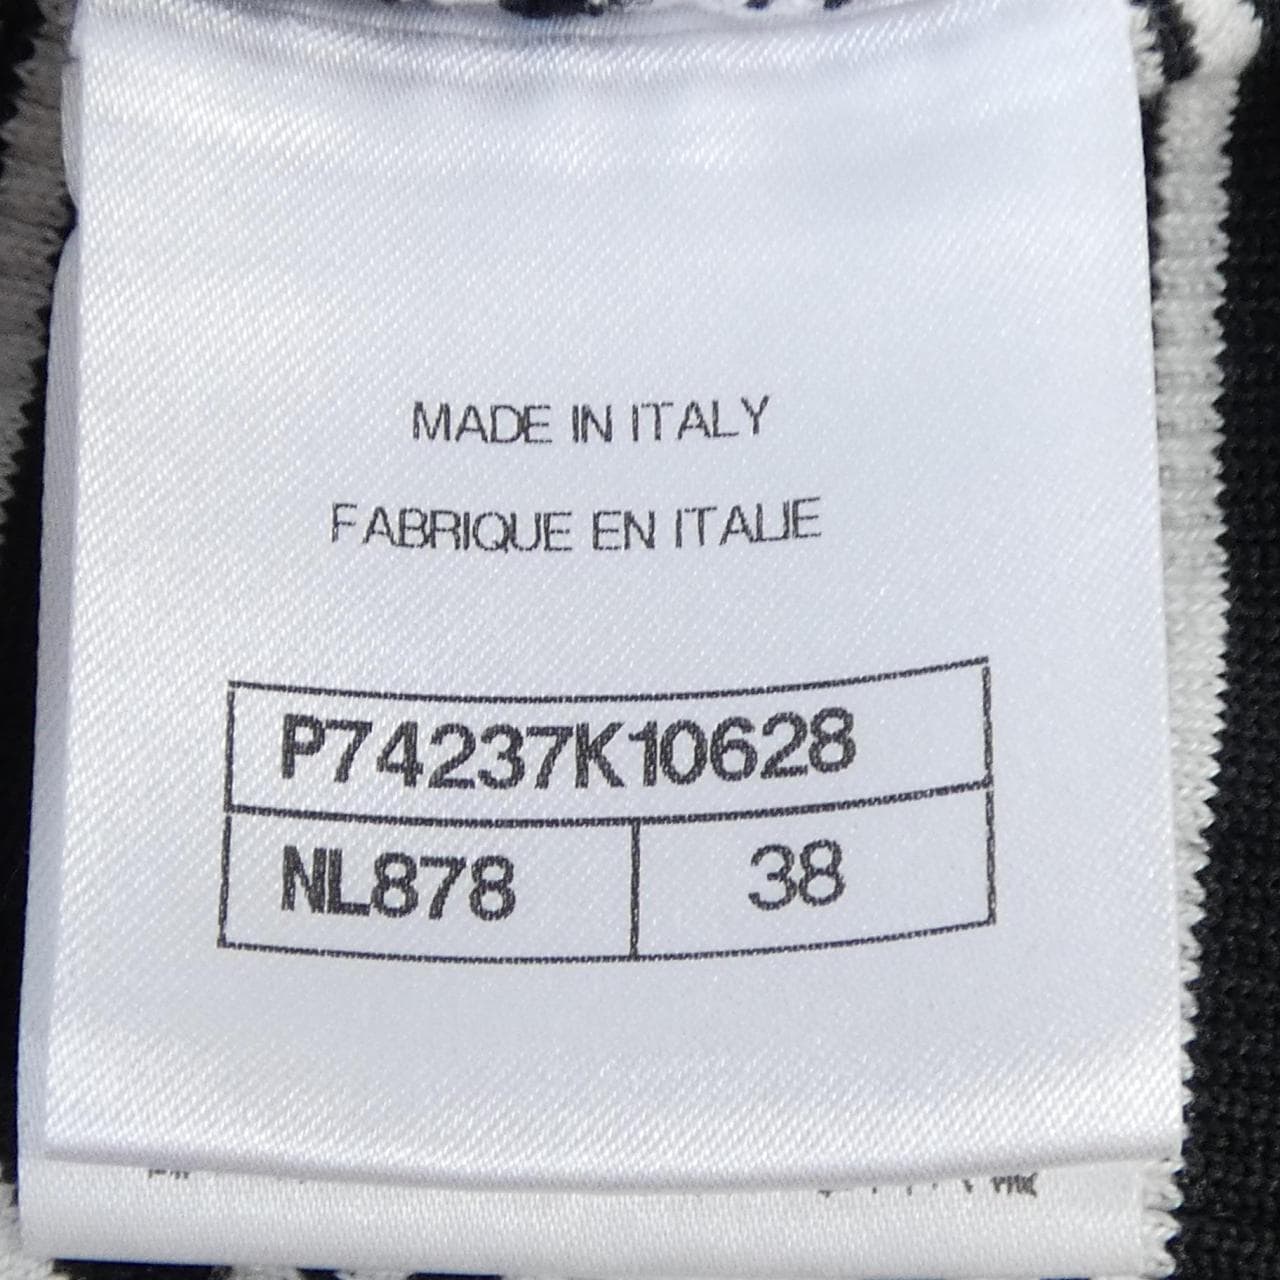 MADE IN ITALY
FABRIQUE EN ITALIE
P74237K10628
NL878 38